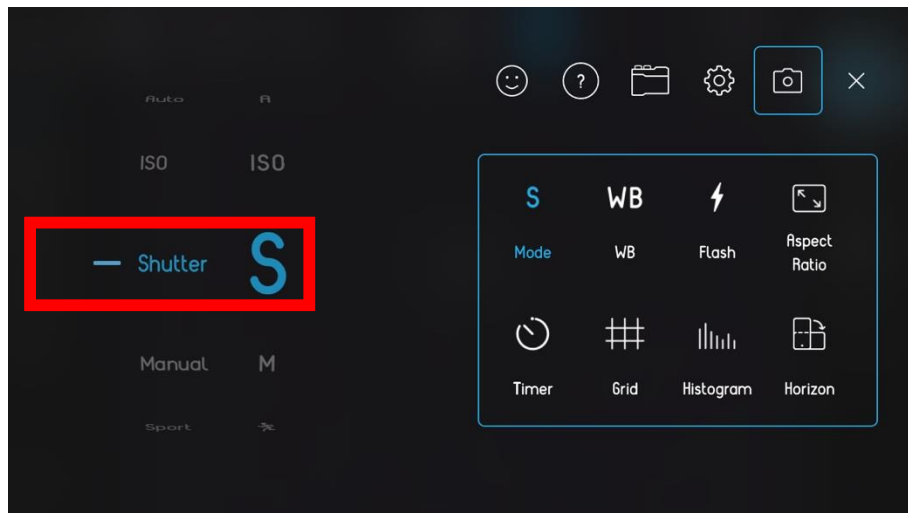 Auto A
ISO ISO
Shutter S
Manual M
Sport
?
S WB
Mode WB Flash Aspect
Ratio
Timer Grid Histogram Horizon